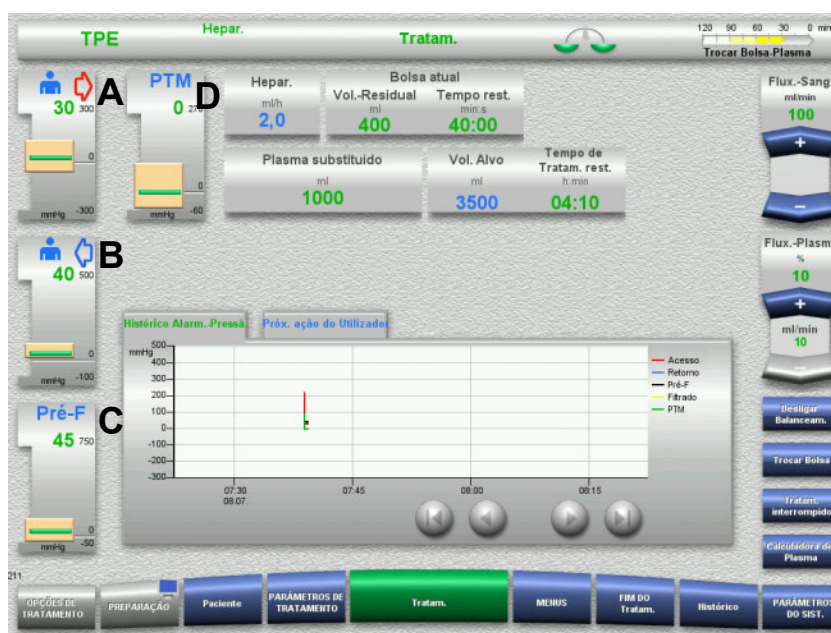 TPE
Hepar.
Tratam.
120 90 60 30 0 min
Trocar Bolsa-Plasma
A
30 300
0
mmHg -300
PTM
D
0 270
0
mmHg -60
Hepar.
ml/h
2,0
Bolsa atual
Vol.-Residual Tempo rest.
ml min:s
400 40:00
Plasma substituido
ml
1000
Vol. Alvo
ml
3500
Tempo de
Tratam. rest.
h:min
04:10
Flux.-Sang
ml/min
100
+
−
B
40 500
0
mmHg -100
Flux.-Plasm
%
10
+
ml/min
10
−
Pré-F
C
45 750
0
mmHg -50
Histórico Alarm.-Pressã
Próx. ação do Utilizador
mmHg
500
400
300
200
100
0
-100
-200
-300
07:30 07:45 08:00 08:15
08.07.
Acesso
Retorno
Pré-F
Filtrado
PTM
Desligar
Balanceam.
Trocar Bolsa
Tratam.
interrompido
Calculadora de
Plasma
211
OPÇÕES DE
TRATAMENTO
PREPARAÇÃO
Paciente
PARÂMETROS DE
TRATAMENTO
Tratam.
MENUS
FIM DO
Tratam.
Histórico
PARÂMETROS
DO SIST.